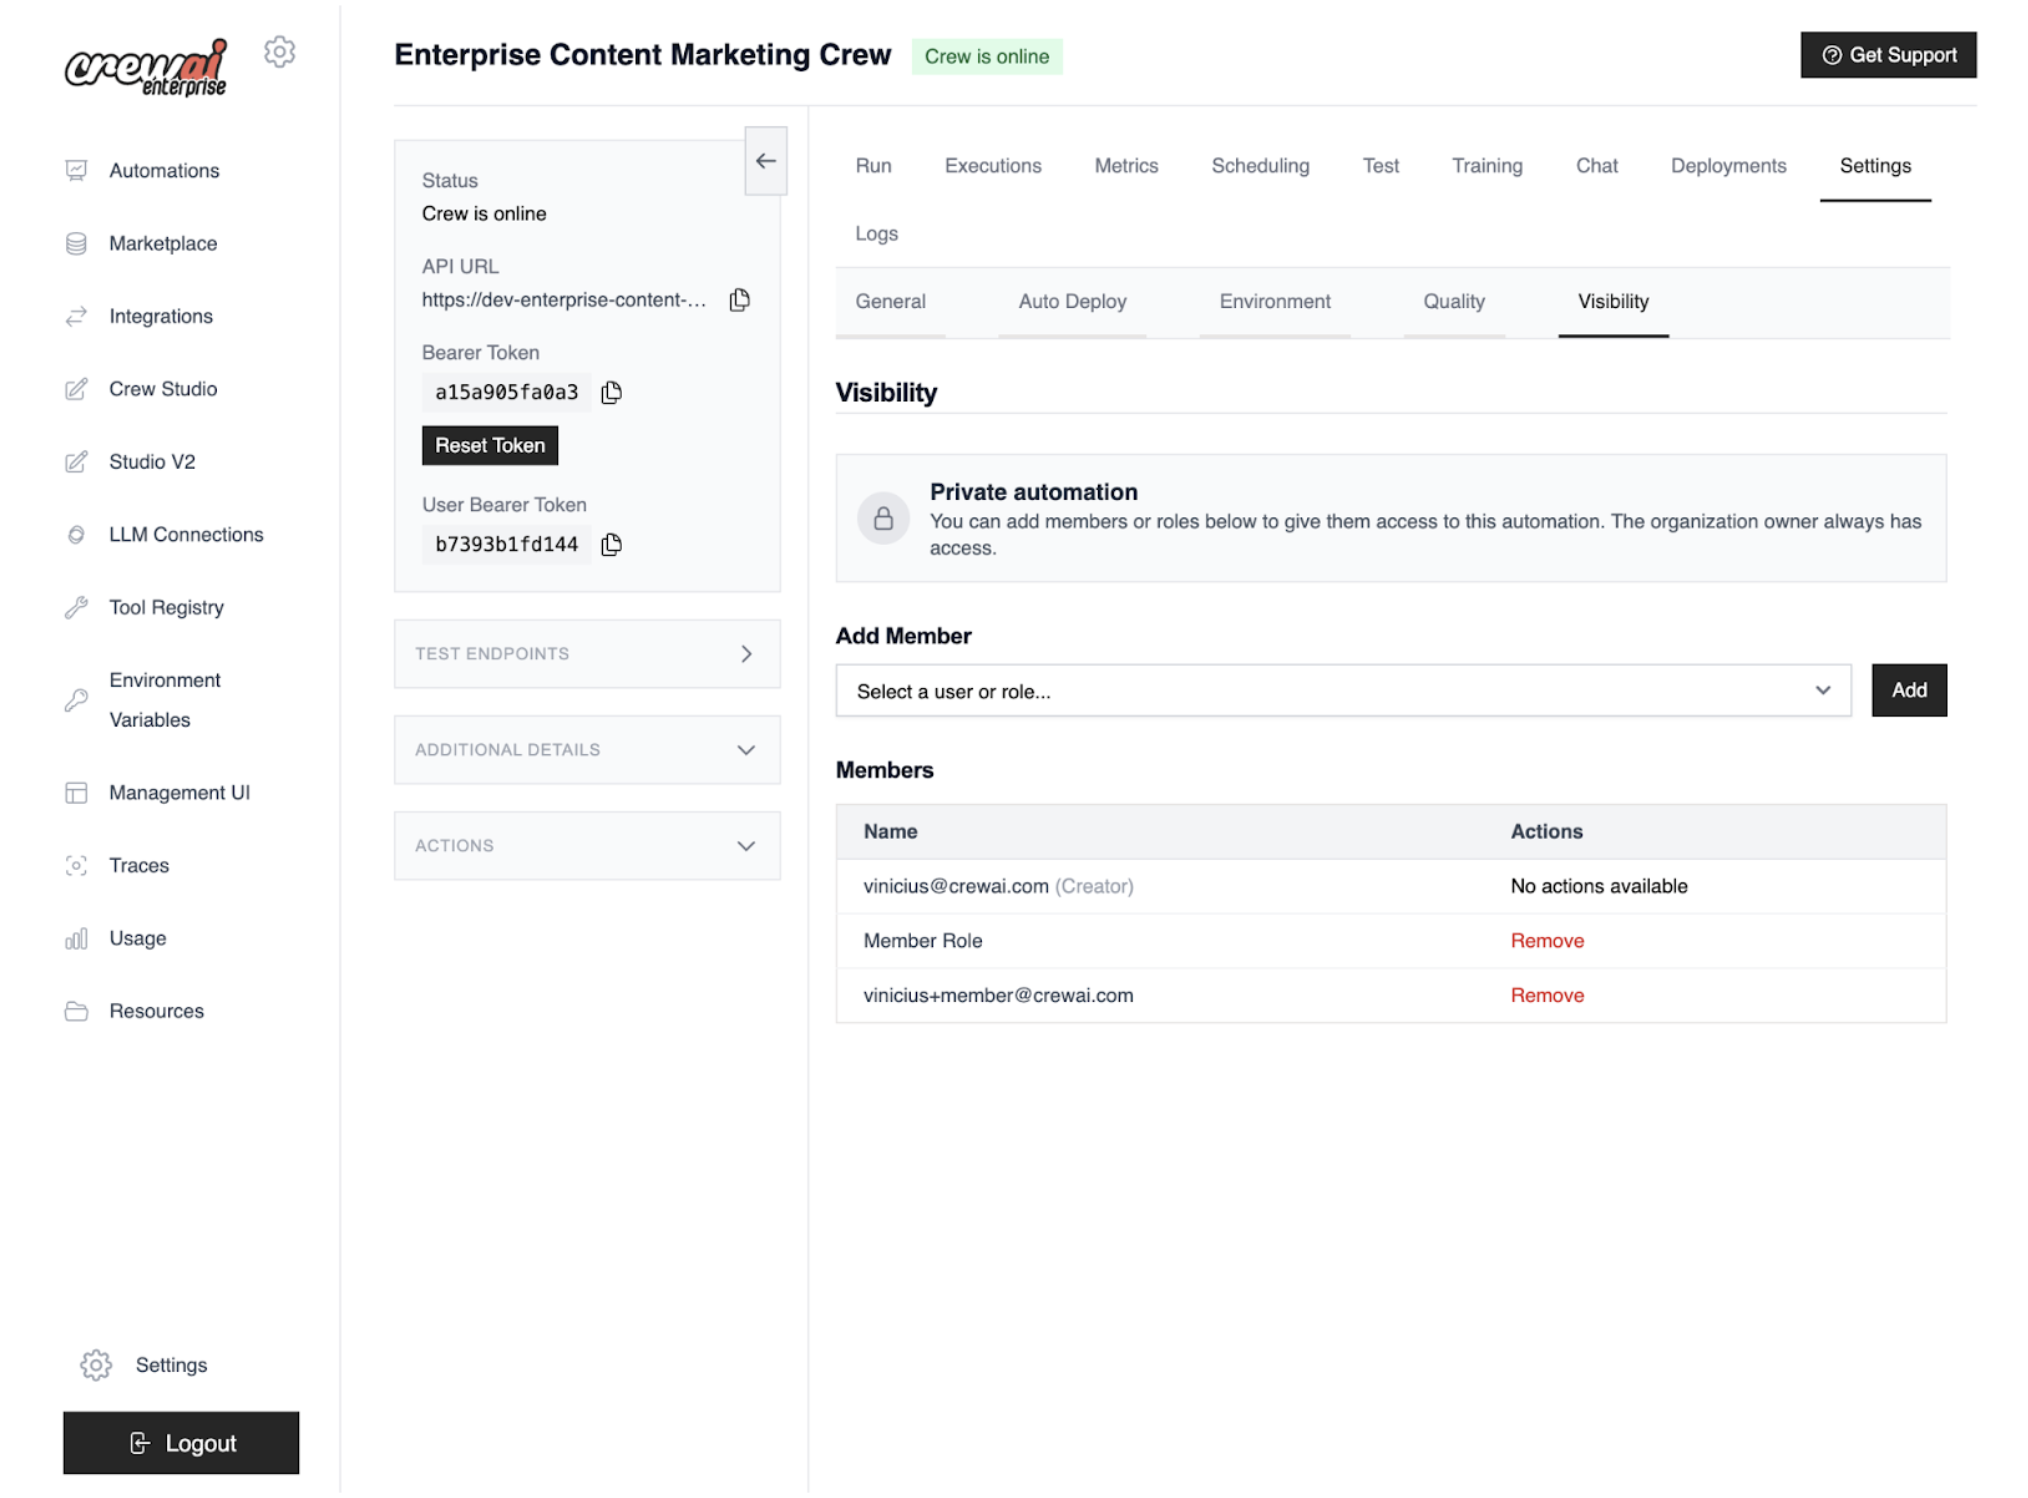 crewai
enterprise
Automations
Marketplace
Integrations
Crew Studio
Studio V2
LLM Connections
Tool Registry
Environment
Variables
Management UI
Traces
Usage
Resources
Settings
Logout
Enterprise Content Marketing Crew
Crew is online
Get Support
Status
Crew is online
API URL
https://dev-enterprise-content-...
Bearer Token
a15a905fa0a3
Reset Token
User Bearer Token
b7393b1fd144
TEST ENDPOINTS
ADDITIONAL DETAILS
ACTIONS
Run Executions Metrics Scheduling Test Training Chat Deployments Settings
Logs
General Auto Deploy Environment Quality Visibility
Visibility
Private automation
You can add members or roles below to give them access to this automation. The organization owner always has
access.
Add Member
Select a user or role...
Add
Members
Name Actions
vinicius@crewai.com (Creator) No actions available
Member Role Remove
vinicius+member@crewai.com Remove